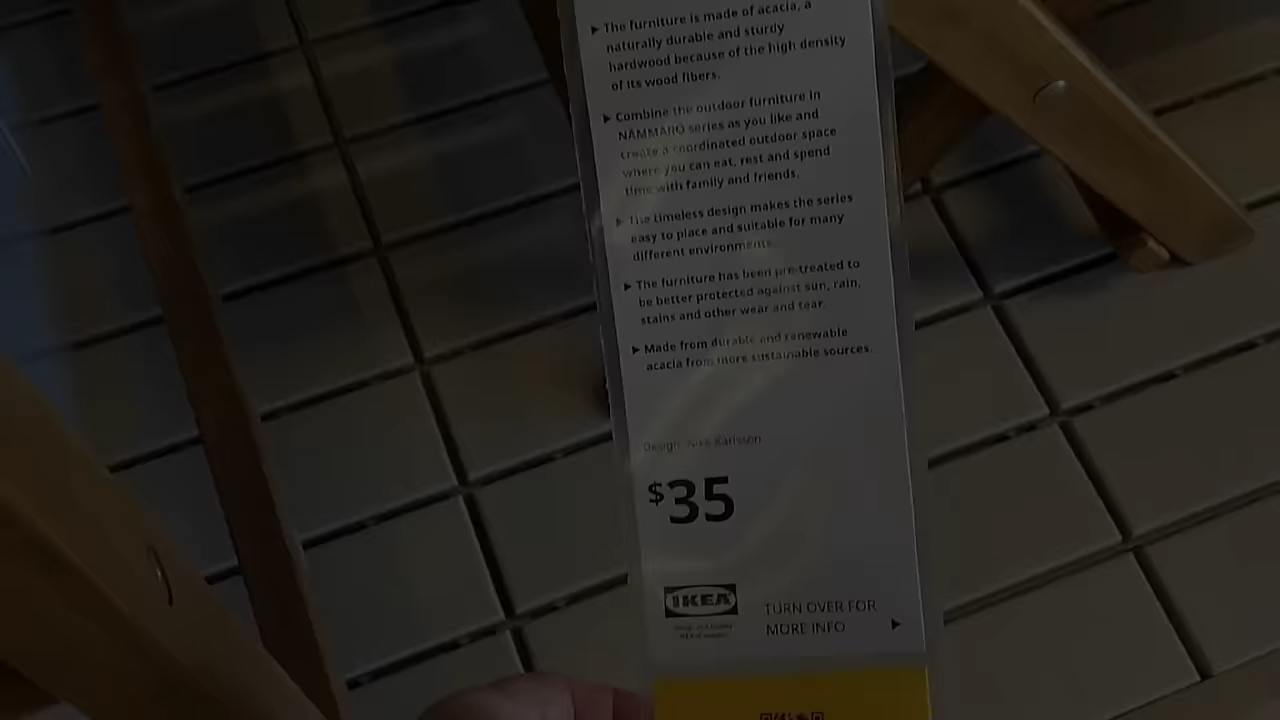 ▶ The furniture is made of acacia, a
naturally durable and sturdy
hardwood because of the high density
of its wood fibers.
▶ Combine the outdoor furniture in
NÄMMARÖ series as you like and
create a coordinated outdoor space
where you can eat, rest and spend
time with family and friends.
▶ The timeless design makes the series
easy to place and suitable for many
different environments.
▶ The furniture has been pre-treated to
be better protected against sun, rain,
stains and other wear and tear.
▶ Made from durable and renewable
acacia from more sustainable sources.
Design: Nike Karlsson
$35
IKEA
TURN OVER FOR
MORE INFO ▶